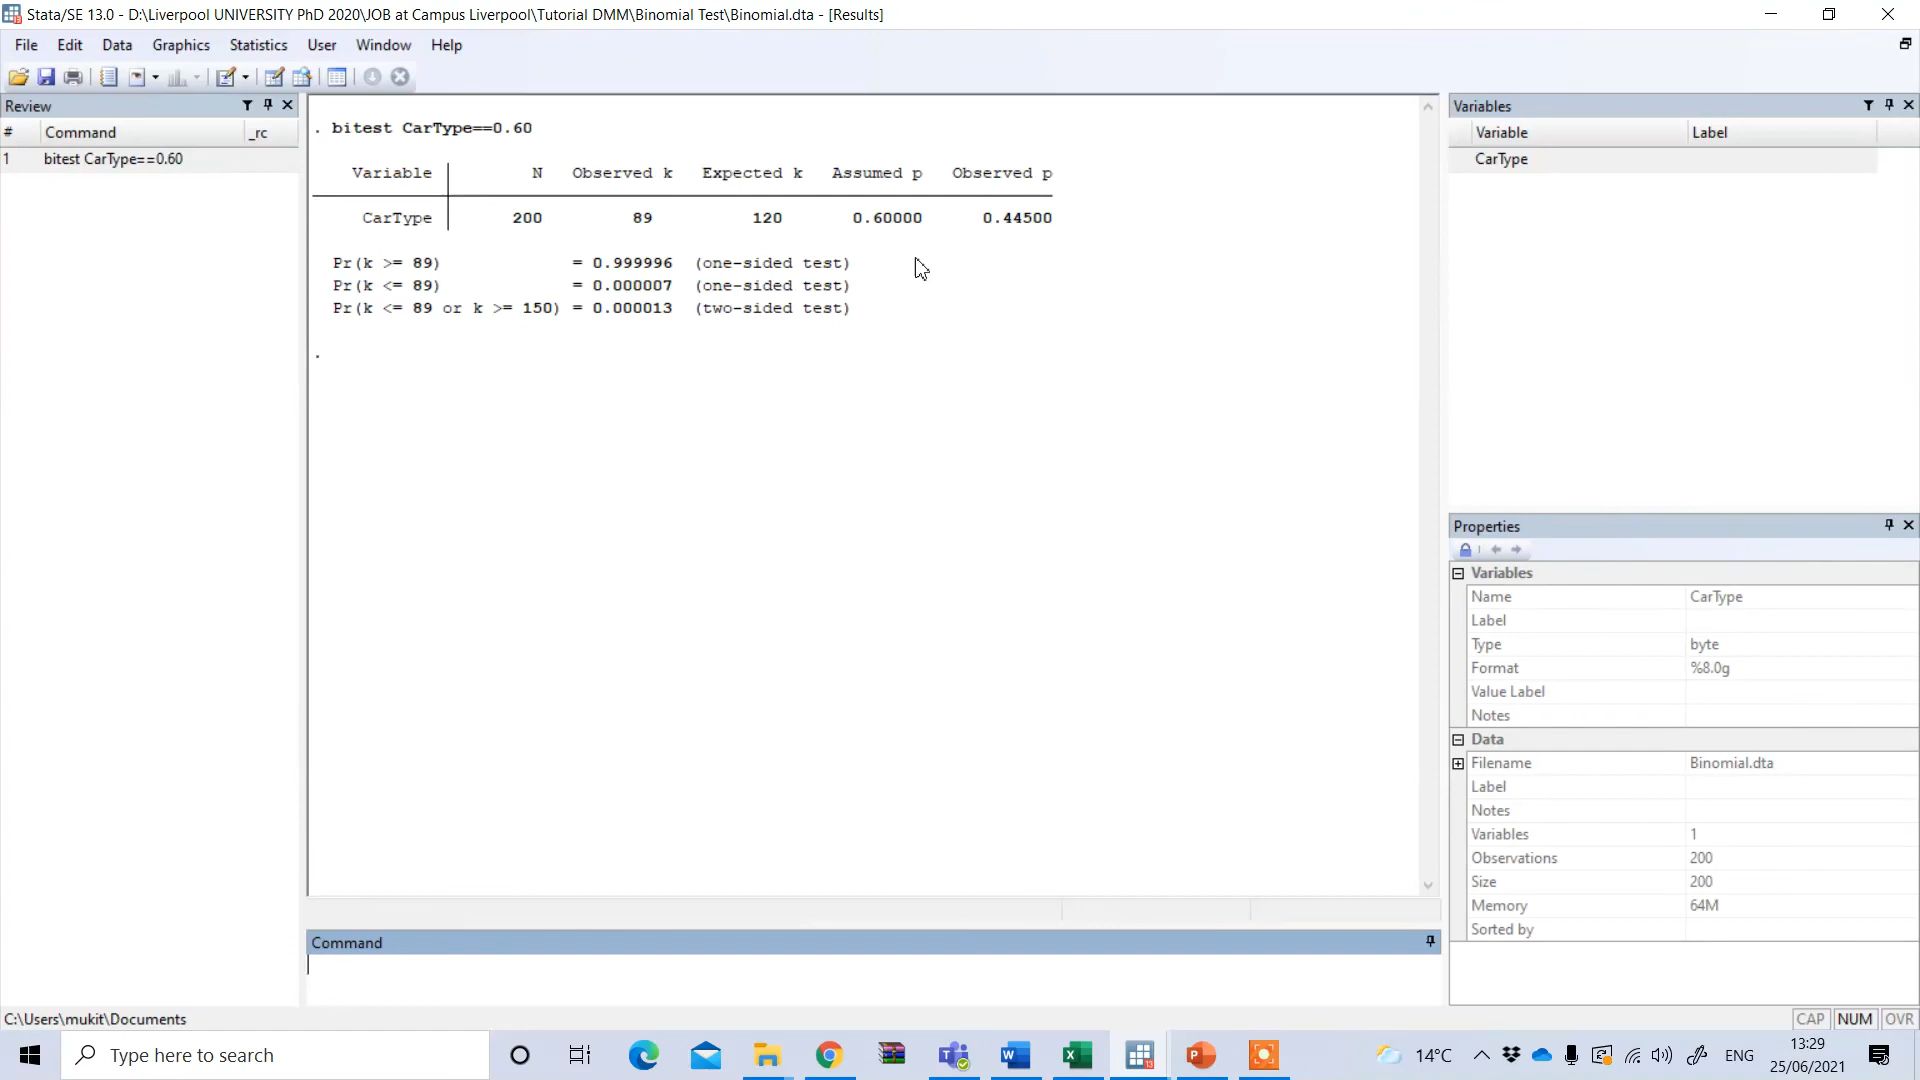 Stata/SE 13.0 - D:\Liverpool UNIVERSITY PhD 2020\JOB at Campus Liverpool\Tutorial DMM\Binomial Test\Binomial.dta - [Results]
File Edit Data Graphics Statistics User Window Help
Review
# Command _rc
1 bitest CarType==0.60
. bitest CarType==0.60
Variable N Observed k Expected k Assumed p Observed p
CarType 200 89 120 0.60000 0.44500
Pr(k >= 89) = 0.999996 (one-sided test)
Pr(k <= 89) = 0.000007 (one-sided test)
Pr(k <= 89 or k >= 150) = 0.000013 (two-sided test)
.
Command
Variables
Variable Label
CarType
Properties
Variables
Name CarType
Label
Type byte
Format %8.0g
Value Label
Notes
Data
Filename Binomial.dta
Label
Notes
Variables 1
Observations 200
Size 200
Memory 64M
Sorted by
C:\Users\mukit\Documents
CAP NUM OVR
Type here to search
14°C
ENG
13:29
25/06/2021